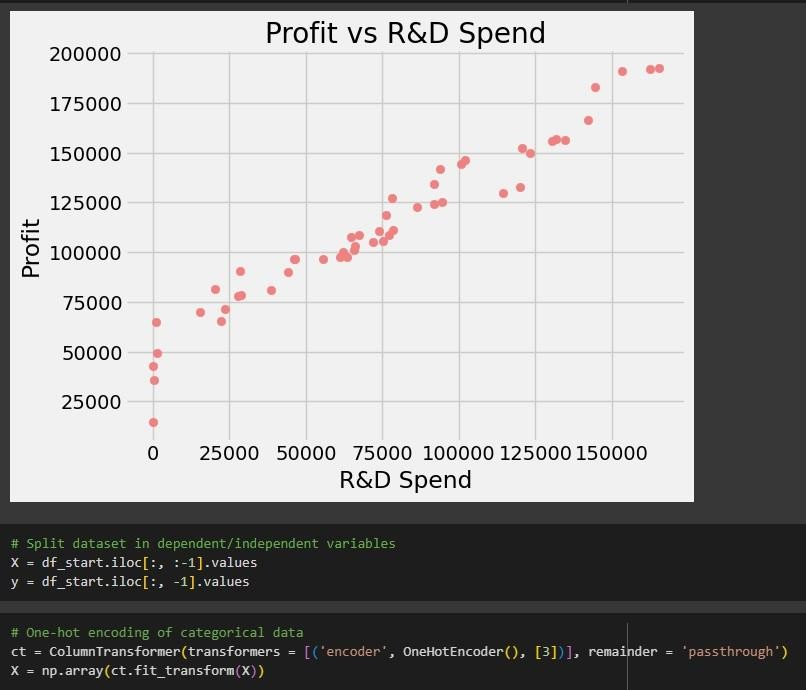 Profit vs R&D Spend
200000
175000
150000
125000
100000
75000
50000
25000
Profit
0 25000 50000 75000 100000 125000 150000
R&D Spend
# Split dataset in dependent/independent variables
X = df_start.iloc[:, :-1].values
y = df_start.iloc[:, -1].values
# One-hot encoding of categorical data
ct = ColumnTransformer(transformers = [('encoder', OneHotEncoder(), [3])], remainder = 'passthrough')
X = np.array(ct.fit_transform(X))